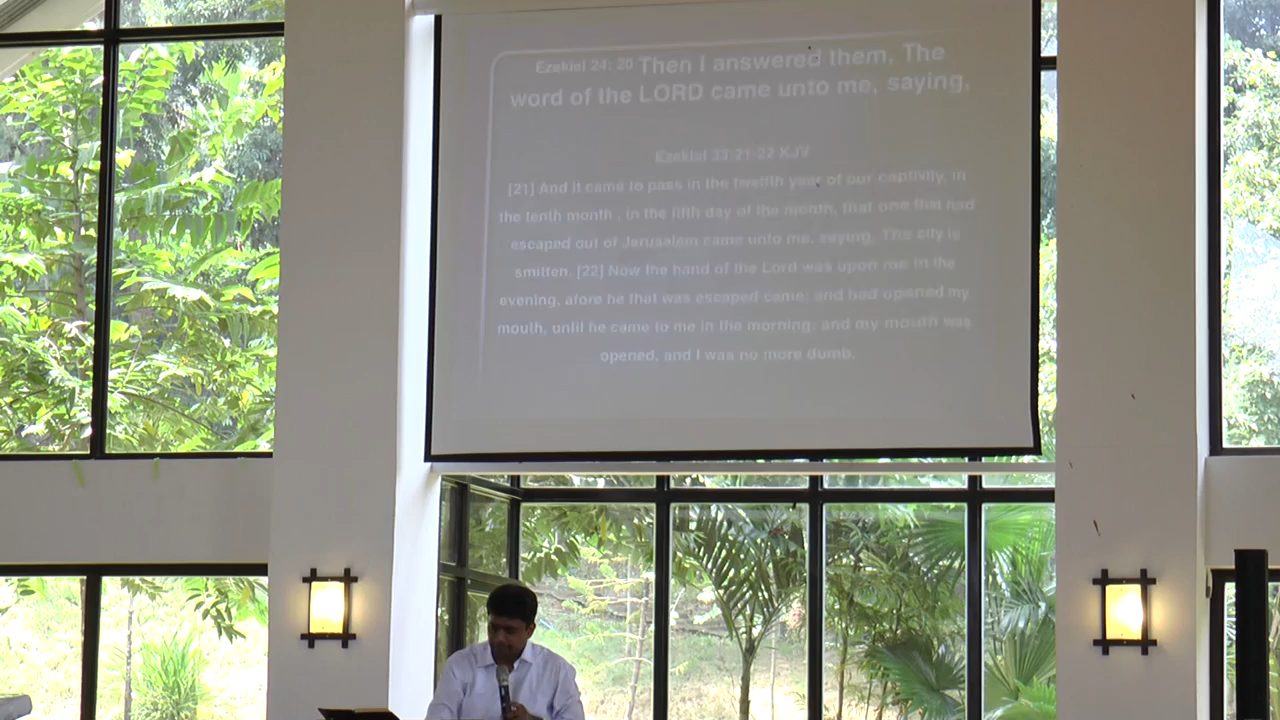 Ezekiel 24: 20 Then I answered them, The
word of the LORD came unto me, saying,
Ezekiel 33:21-22 KJV
[21] And it came to pass in the twelfth year of our captivity, in
the tenth month , in the fifth day of the month, that one that had
escaped out of Jerusalem came unto me, saying, The city is
smitten. [22] Now the hand of the Lord was upon me in the
evening, afore he that was escaped came; and had opened my
mouth, until he came to me in the morning; and my mouth was
opened, and I was no more dumb.